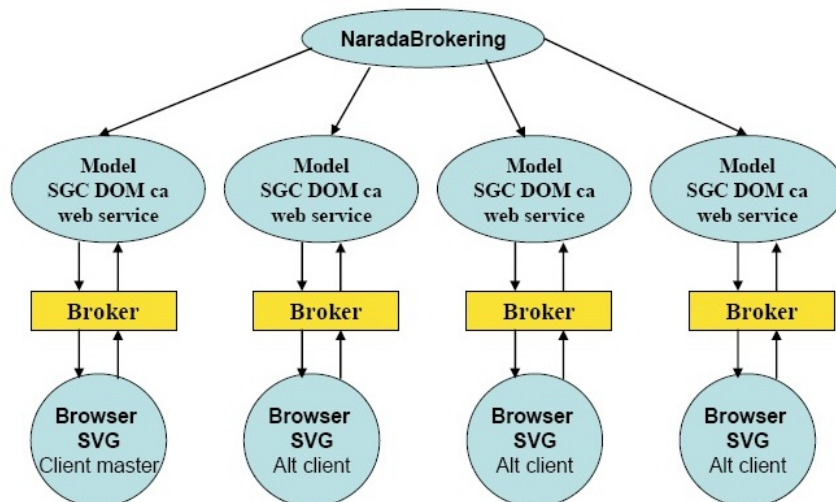 NaradaBrokering
Model
SGC DOM ca
web service
Model
SGC DOM ca
web service
Model
SGC DOM ca
web service
Model
SGC DOM ca
web service
Broker
Broker
Broker
Broker
Browser
SVG
Client master
Browser
SVG
Alt client
Browser
SVG
Alt client
Browser
SVG
Alt client